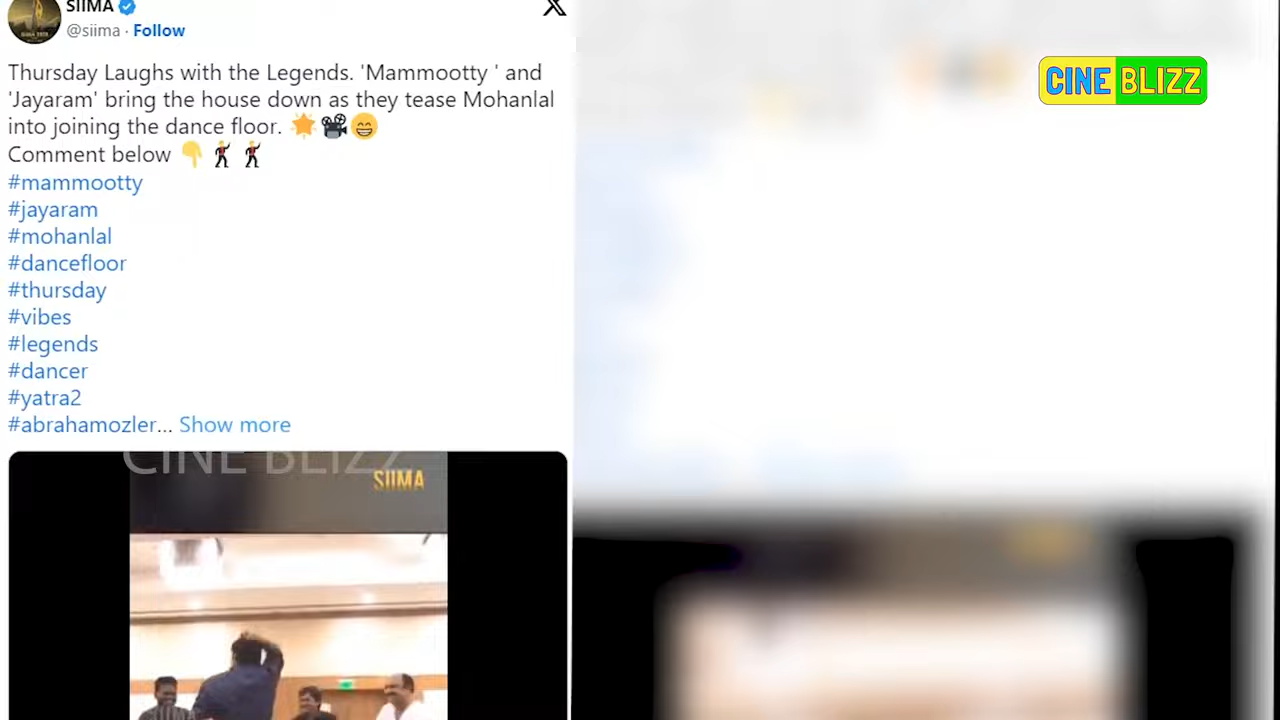 SIIMA
@siima · Follow
Thursday Laughs with the Legends. 'Mammootty ' and
'Jayaram' bring the house down as they tease Mohanlal
into joining the dance floor. 🌟📽️😄
Comment below 👇🕺🕺
#mammootty
#jayaram
#mohanlal
#dancefloor
#thursday
#vibes
#legends
#dancer
#yatra2
#abrahamozler... Show more
CINE BLIZZ
SIIMA
CINE BLIZZ